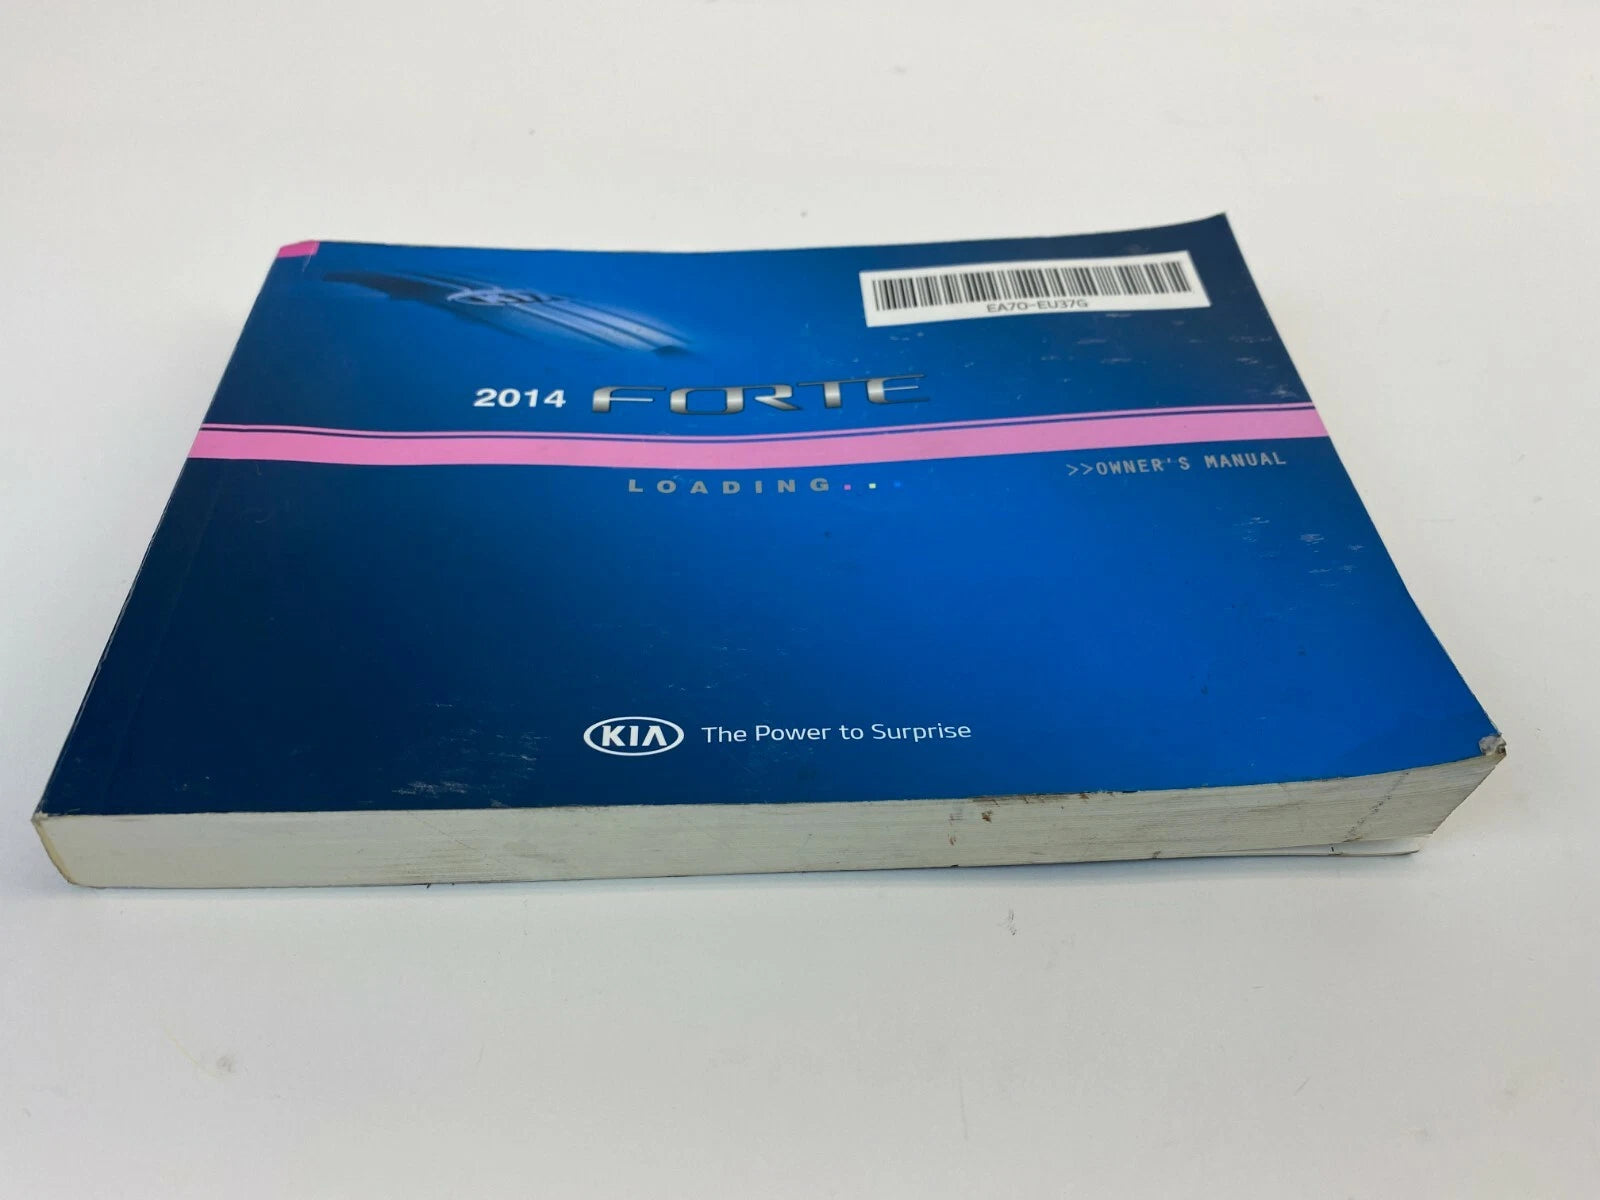 EA70-EU37G
2014 FORTE
>>OWNER'S MANUAL
LOADING...
KIA The Power to Surprise